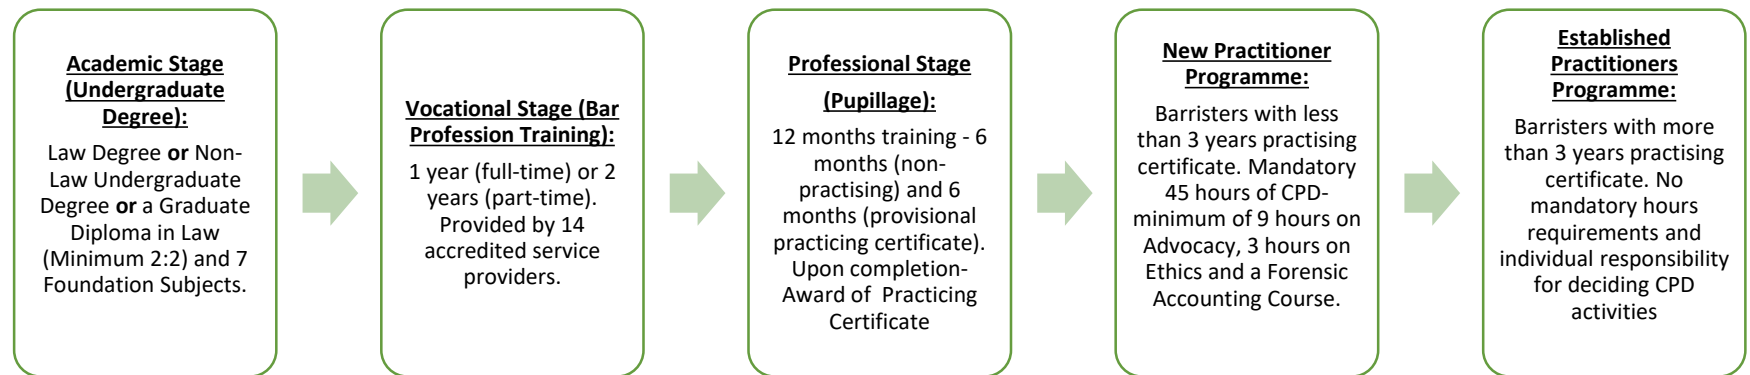 Academic Stage
(Undergraduate
Degree):
Law Degree or Non-
Law Undergraduate
Degree or a Graduate
Diploma in Law
(Minimum 2:2) and 7
Foundation Subjects.
Vocational Stage (Bar
Profession Training):
1 year (full-time) or 2
years (part-time).
Provided by 14
accredited service
providers.
Professional Stage
(Pupillage):
12 months training - 6
months (non-
practising) and 6
months (provisional
practicing certificate).
Upon completion-
Award of  Practicing
Certificate
New Practitioner
Programme:
Barristers with less
than 3 years practising
certificate. Mandatory
45 hours of CPD-
minimum of 9 hours on
Advocacy, 3 hours on
Ethics and a Forensic
Accounting Course.
Established
Practitioners
Programme:
Barristers with more
than 3 years practising
certificate. No
mandatory hours
requirements and
individual responsibility
for deciding CPD
activities